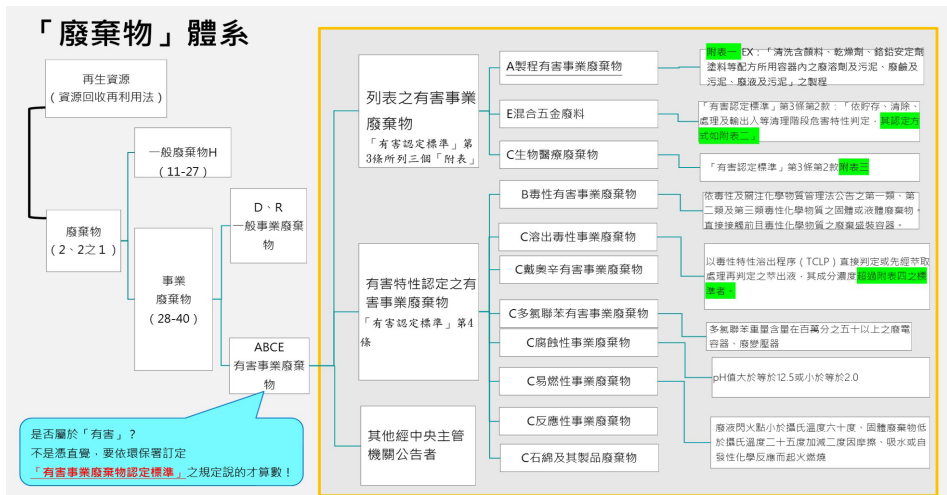 「廢棄物」體系
再生資源
(資源回收再利用法)
廢棄物
(2、2之1)
一般廢棄物H
(11-27)
事業
廢棄物
(28-40)
D、R
一般事業廢棄
物
ABCE
有害事業廢棄
物
是否屬於「有害」?
不是憑直覺,要依環保署訂定
「有害事業廢棄物認定標準」之規定說的才算數!
列表之有害事業
廢棄物
「有害認定標準」第
3條所列三個「附表」
A製程有害事業廢棄物
附表一 EX:「清洗含顏料、乾燥劑、鉻鉛安定劑
塗料等配方所用容器內之廢溶劑及污泥、廢鹼及
污泥、廢液及污泥」之製程
E混合五金廢料
「有害認定標準」第3條第2款:「依貯存、清除、
處理及輸出入等清理階段危害特性判定,其認定方
式如附表二」
C生物醫療廢棄物
「有害認定標準」第3條第2款附表三
有害特性認定之有
害事業廢棄物
「有害認定標準」第4
條
B毒性有害事業廢棄物
依毒性及關注化學物質管理法公告之第一類、第
二類及第三類毒性化學物質之固體或液體廢棄物。
直接接觸前目毒性化學物質之廢棄盛裝容器。
C溶出毒性事業廢棄物
以毒性特性溶出程序(TCLP)直接判定或先經萃取
處理再判定之萃出液,其成分濃度超過附表四之標
準者。
C戴奧辛有害事業廢棄物
C多氯聯苯有害事業廢棄物
多氯聯苯重量含量在百萬分之五十以上之廢電
容器、廢變壓器
C腐蝕性事業廢棄物
pH值大於等於12.5或小於等於2.0
C易燃性事業廢棄物
廢液閃火點小於攝氏溫度六十度、固體廢棄物低
於攝氏溫度二十五度加減二度因摩擦、吸水或自
發性化學反應而起火燃燒
C反應性事業廢棄物
C石綿及其製品廢棄物
其他經中央主管
機關公告者